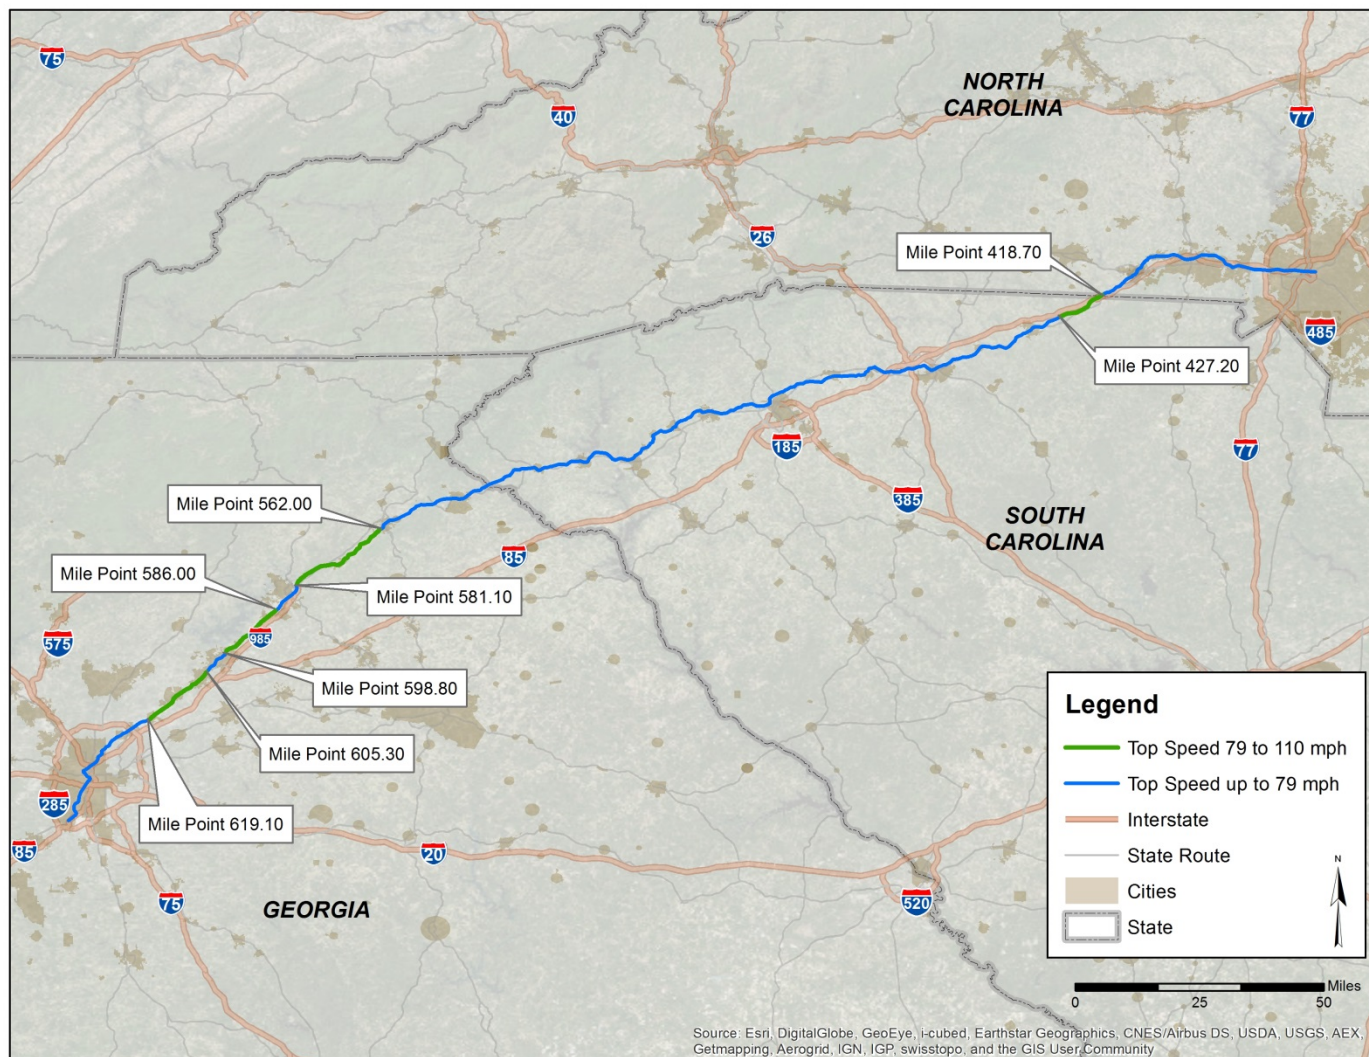 75
40
NORTH
CAROLINA
77
26
Mile Point 418.70
485
Mile Point 427.20
185
77
385
Mile Point 562.00
SOUTH
CAROLINA
85
Mile Point 586.00
Mile Point 581.10
575
985
Mile Point 598.80
Mile Point 605.30
285
Mile Point 619.10
85
20
75
GEORGIA
520
Legend
Top Speed 79 to 110 mph
Top Speed up to 79 mph
Interstate
State Route
Cities
State
N
Miles
0 25 50
Source: Esri, DigitalGlobe, GeoEye, i-cubed, Earthstar Geographics, CNES/Airbus DS, USDA, USGS, AEX,
Getmapping, Aerogrid, IGN, IGP, swisstopo, and the GIS User Community